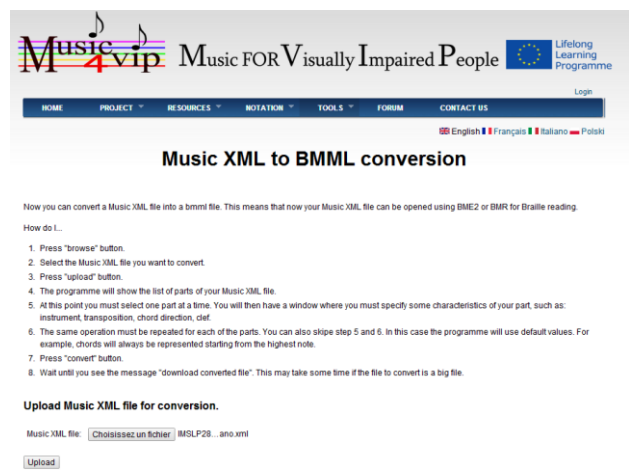 Music
4vip
Music FOR Visually Impaired People
Lifelong
Learning
Programme
Login
HOME PROJECT RESOURCES NOTATION TOOLS FORUM CONTACT US
English Français Italiano Polski
Music XML to BMML conversion
Now you can convert a Music XML file into a bmml file. This means that now your Music XML file can be opened using BME2 or BMR for Braille reading.
How do I...
1. Press "browse" button.
2. Select the Music XML file you want to convert.
3. Press "upload" button.
4. The programme will show the list of parts of your Music XML file.
5. At this point you must select one part at a time. You will then have a window where you must specify some characteristics of your part, such as:
instrument, transposition, chord direction, clef.
6. The same operation must be repeated for each of the parts. You can also skipe step 5 and 6. In this case the programme will use default values. For
example, chords will always be represented starting from the highest note.
7. Press "convert" button.
8. Wait until you see the message "download converted file". This may take some time if the file to convert is a big file.
Upload Music XML file for conversion.
Music XML file: Choisissez un fichier IMSLP28...ano.xml
Upload